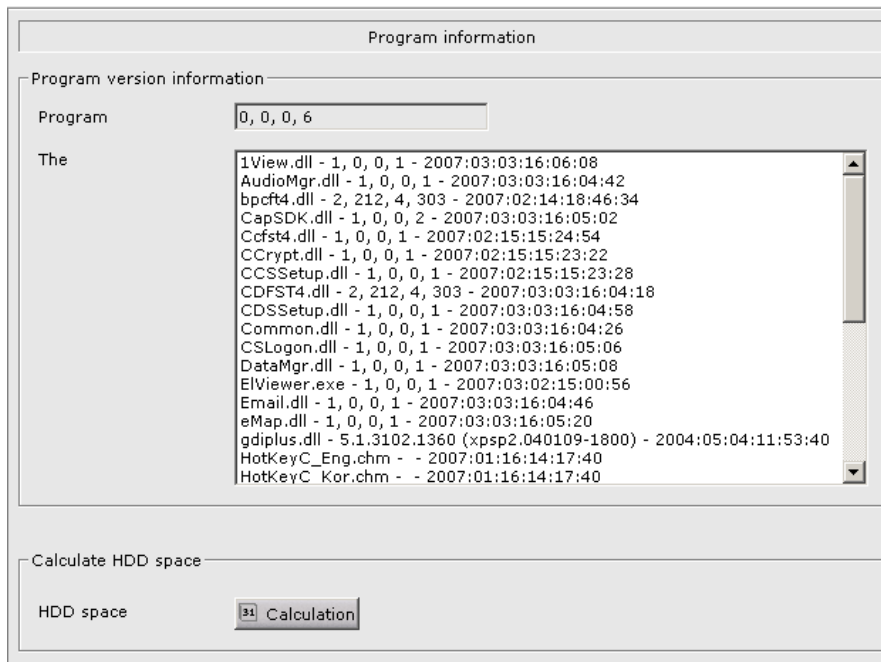 Program information
Program version information
Program
0, 0, 0, 6
The
1View.dll - 1, 0, 0, 1 - 2007:03:03:16:06:08
AudioMgr.dll - 1, 0, 0, 1 - 2007:03:03:16:04:42
bpcft4.dll - 2, 212, 4, 303 - 2007:02:14:18:46:34
CapSDK.dll - 1, 0, 0, 2 - 2007:03:03:16:05:02
Ccfst4.dll - 1, 0, 0, 1 - 2007:02:15:15:24:54
CCrypt.dll - 1, 0, 0, 1 - 2007:02:15:15:23:22
CCSSetup.dll - 1, 0, 0, 1 - 2007:02:15:15:23:28
CDFST4.dll - 2, 212, 4, 303 - 2007:03:03:16:04:18
CDSSetup.dll - 1, 0, 0, 1 - 2007:03:03:16:04:58
Common.dll - 1, 0, 0, 1 - 2007:03:03:16:04:26
CSLogon.dll - 1, 0, 0, 1 - 2007:03:03:16:05:06
DataMgr.dll - 1, 0, 0, 1 - 2007:03:03:16:05:08
ElViewer.exe - 1, 0, 0, 1 - 2007:03:02:15:00:56
Email.dll - 1, 0, 0, 1 - 2007:03:03:16:04:46
eMap.dll - 1, 0, 0, 1 - 2007:03:03:16:05:20
gdiplus.dll - 5.1.3102.1360 (xpsp2.040109-1800) - 2004:05:04:11:53:40
HotKeyC_Eng.chm -  - 2007:01:16:14:17:40
HotKeyC_Kor.chm -  - 2007:01:16:14:17:40
Calculate HDD space
HDD space
31 Calculation